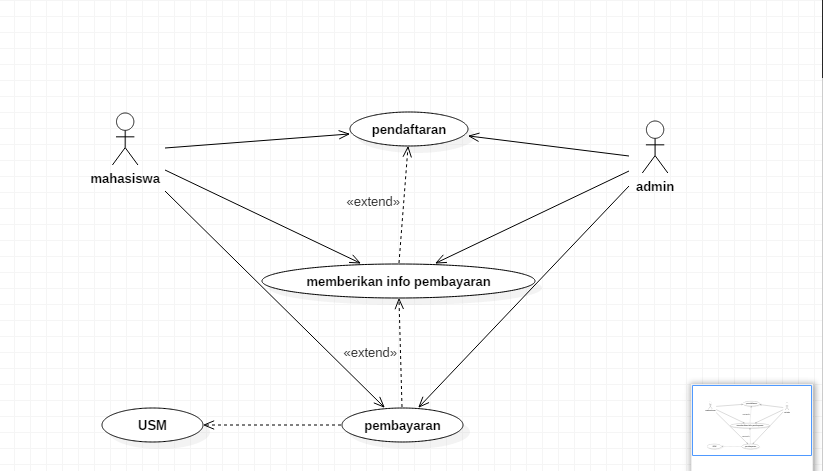 pendaftaran
mahasiswa
admin
«extend»
memberikan info pembayaran
«extend»
USM
pembayaran